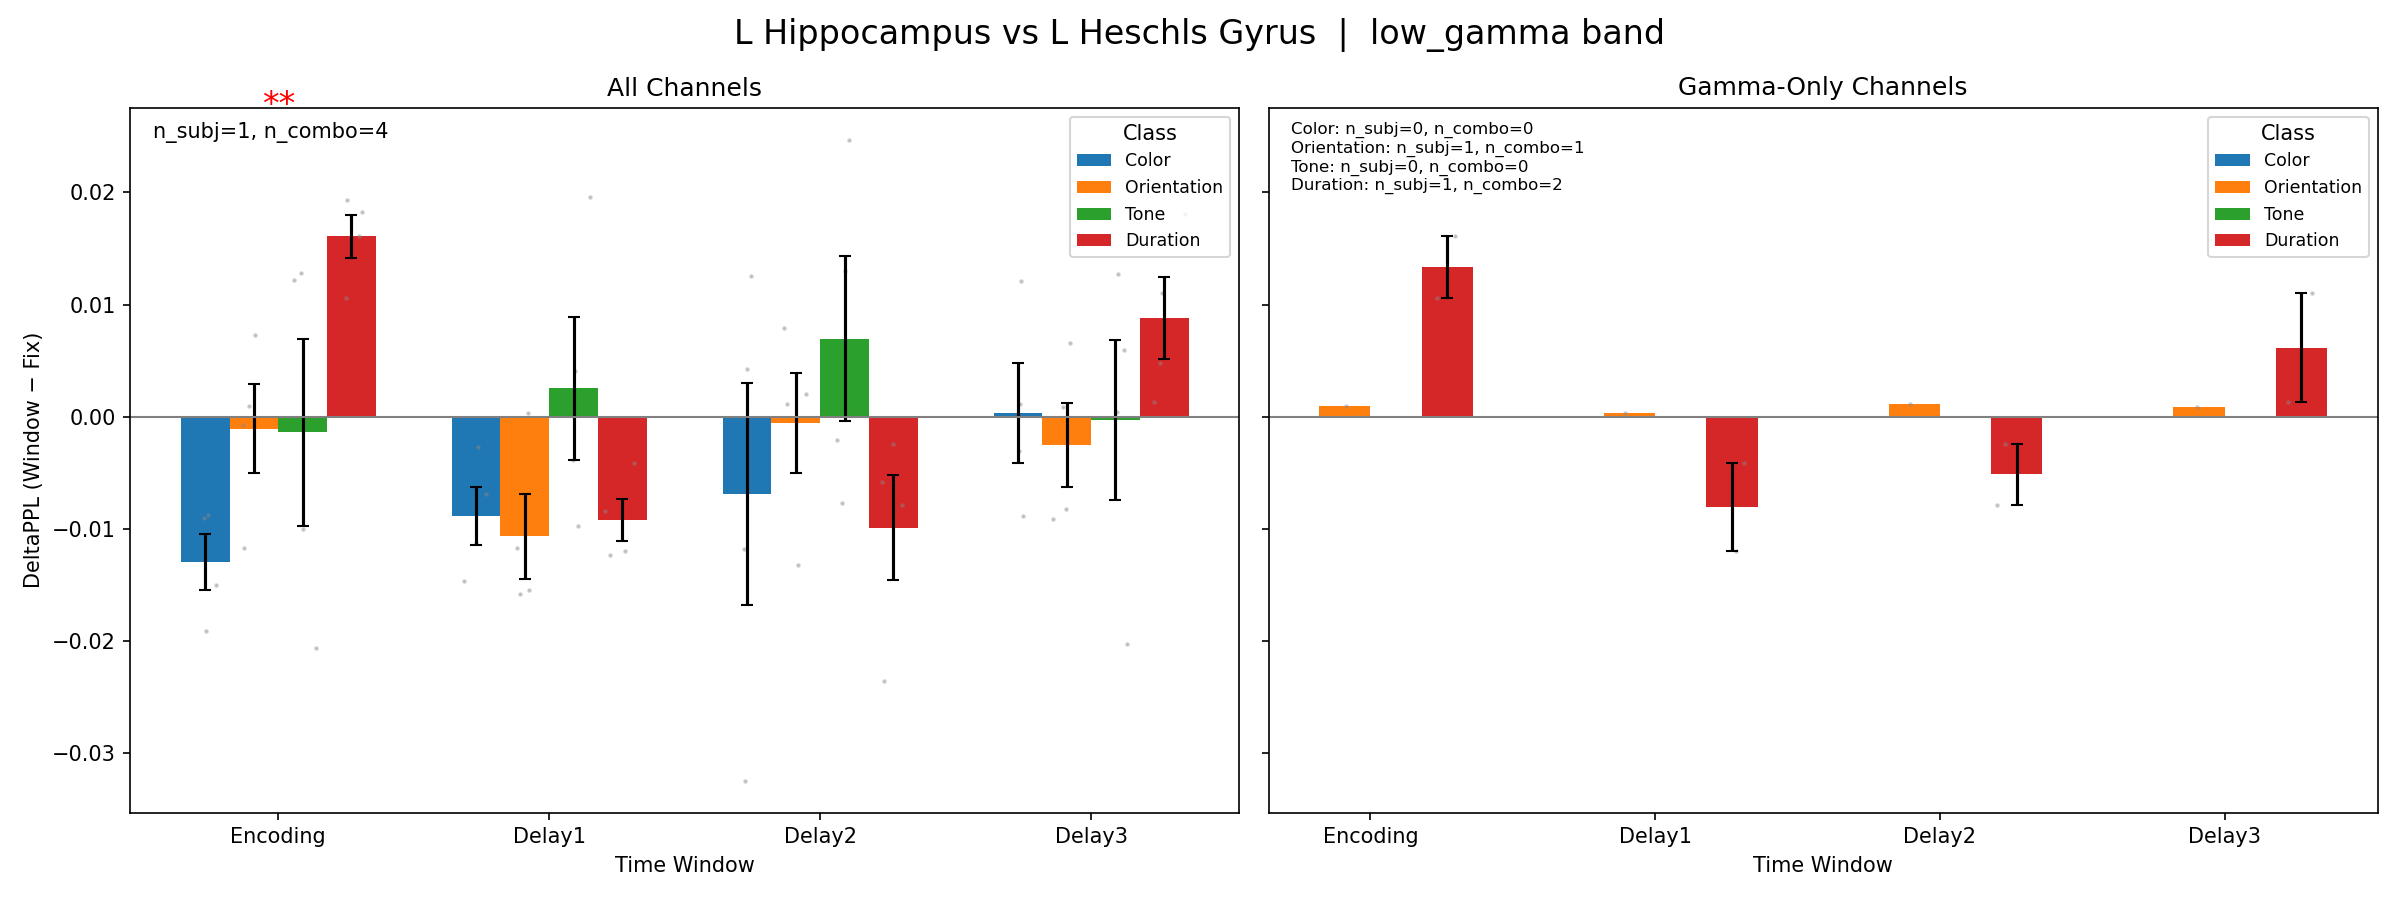 L Hippocampus vs L Heschls Gyrus | low_gamma band
All Channels
**
n_subj=1, n_combo=4
Class
Color
Orientation
Tone
Duration
DeltaPPL (Window − Fix)
0.02
0.01
0.00
−0.01
−0.02
−0.03
Encoding
Delay1
Delay2
Delay3
Time Window
Gamma-Only Channels
Color: n_subj=0, n_combo=0
Orientation: n_subj=1, n_combo=1
Tone: n_subj=0, n_combo=0
Duration: n_subj=1, n_combo=2
Class
Color
Orientation
Tone
Duration
Encoding
Delay1
Delay2
Delay3
Time Window